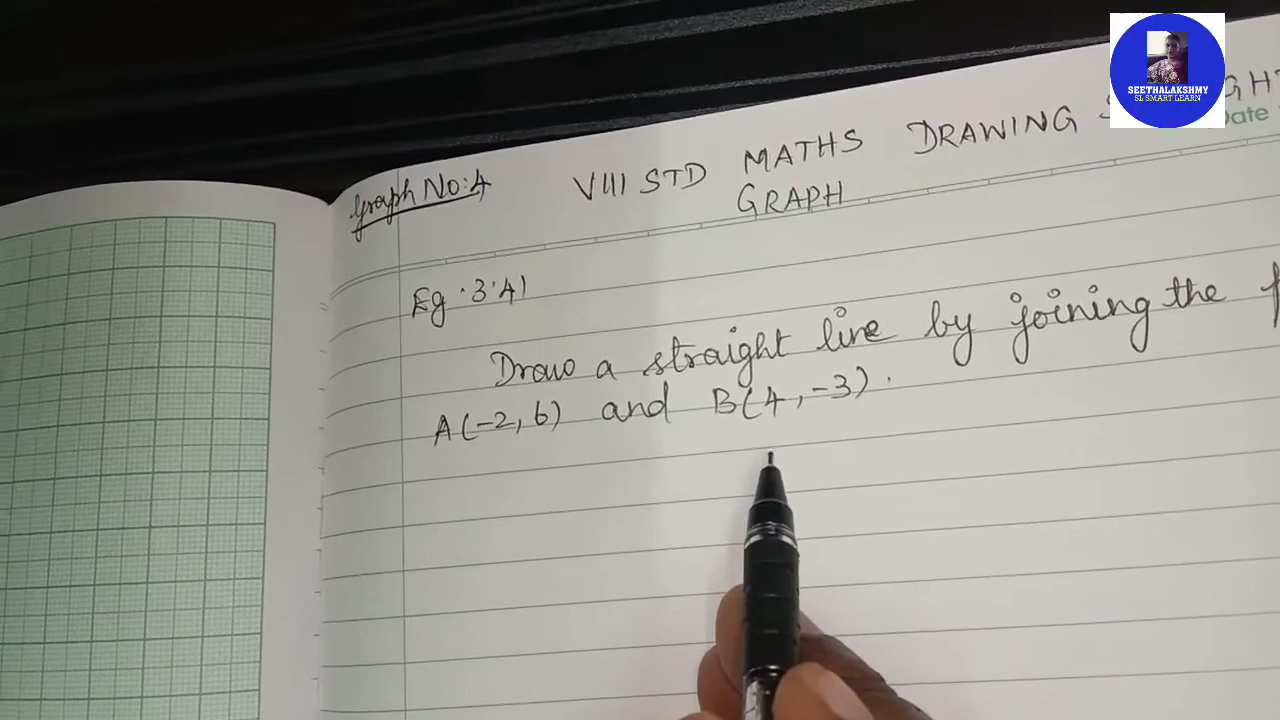 Graph No:4
VIII STD MATHS DRAWING
GRAPH
Date
Eg .3.41
Draw a straight line by joining the
A(-2, 6) and B(4, -3).
SEETHALAKSHMY
SL SMART LEARN